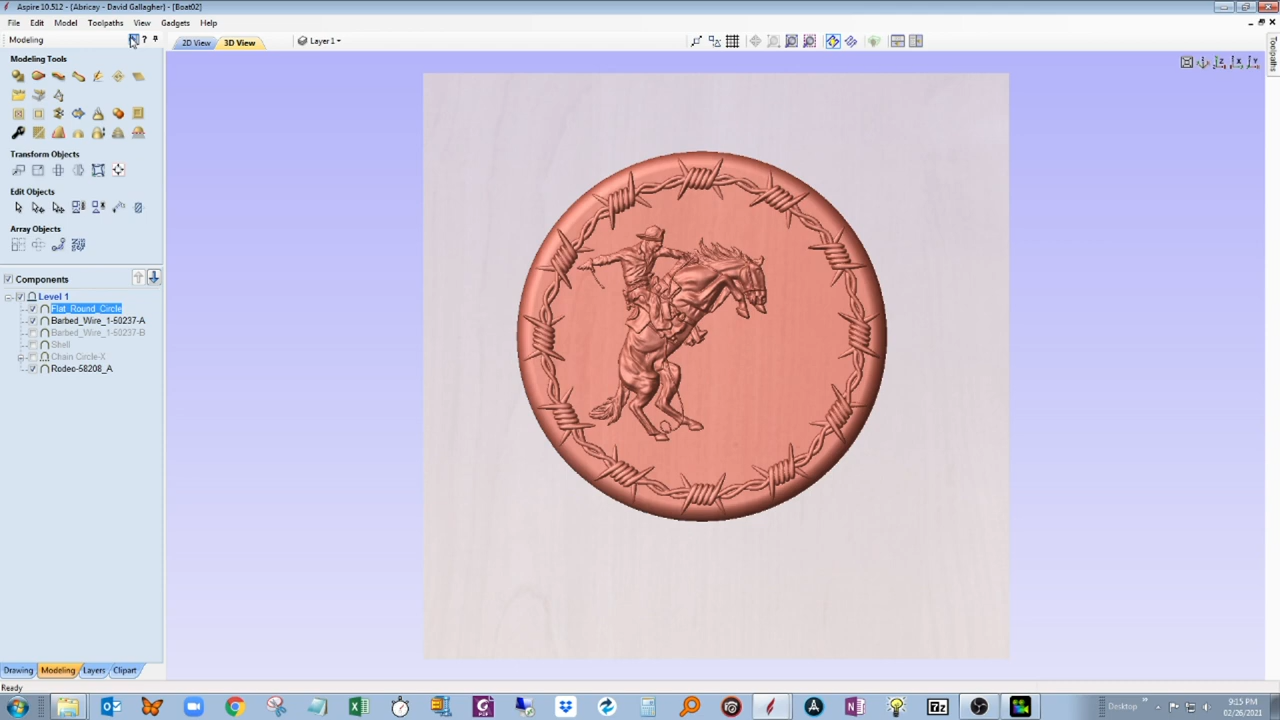 Aspire 10.512 - [Abricay - David Gallagher] - [Boat02]
File Edit Model Toolpaths View Gadgets Help
Modeling ?
2D View 3D View Layer1
Toolpaths
Modeling Tools
Transform Objects
Edit Objects
Array Objects
Components
Level 1
Flat_Round_Circle
Barbed_Wire_1-50237-A
Barbed_Wire_1-50237-B
Shell
Chain Circle-X
Rodeo-58208_A
Drawing Modeling Layers Clipart
Ready
Desktop
9:15 PM
02/26/2021